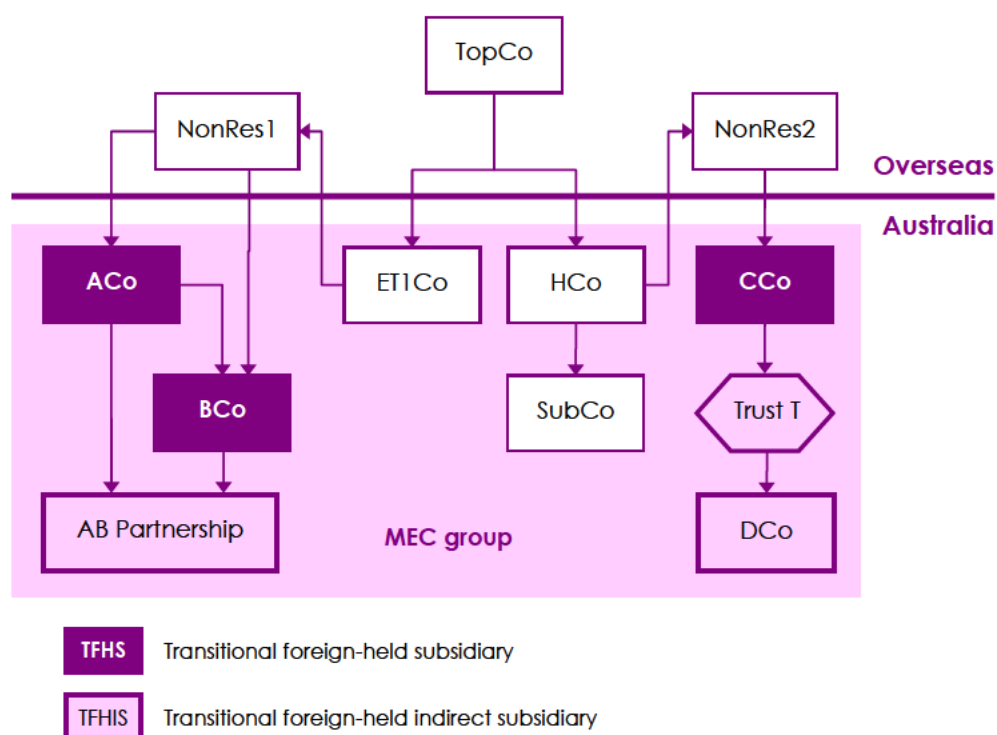 TopCo
NonRes1
NonRes2
Overseas
Australia
ACo
ET1Co
HCo
CCo
BCo
SubCo
Trust T
AB Partnership
MEC group
DCo
TFHS Transitional foreign-held subsidiary
TFHIS Transitional foreign-held indirect subsidiary